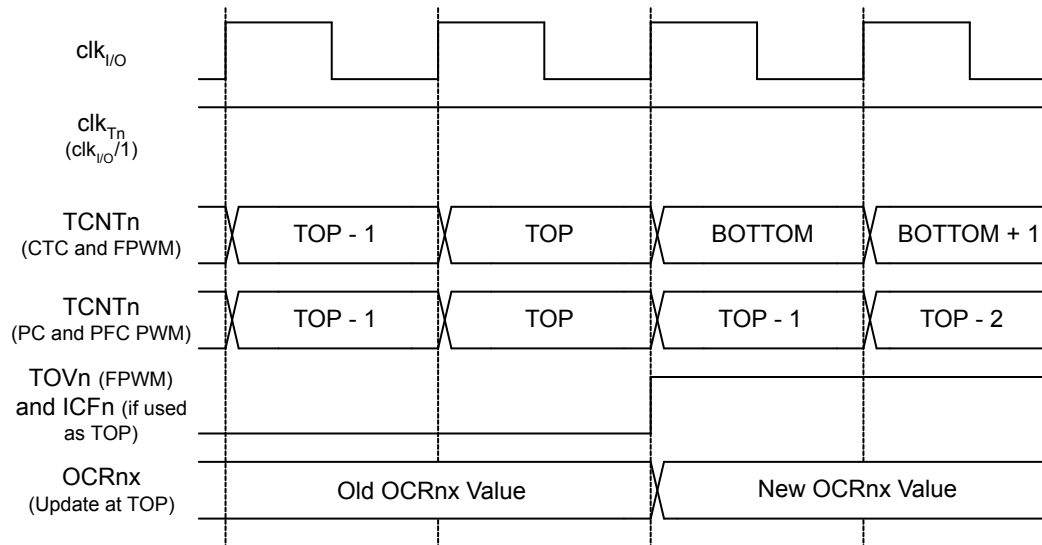 clkI/O
clkTn
(clkI/O/1)
TCNTn
(CTC and FPWM)
TOP - 1
TOP
BOTTOM
BOTTOM + 1
TCNTn
(PC and PFC PWM)
TOP - 1
TOP
TOP - 1
TOP - 2
TOVn (FPWM)
and ICFn (if used
as TOP)
OCRnx
(Update at TOP)
Old OCRnx Value
New OCRnx Value